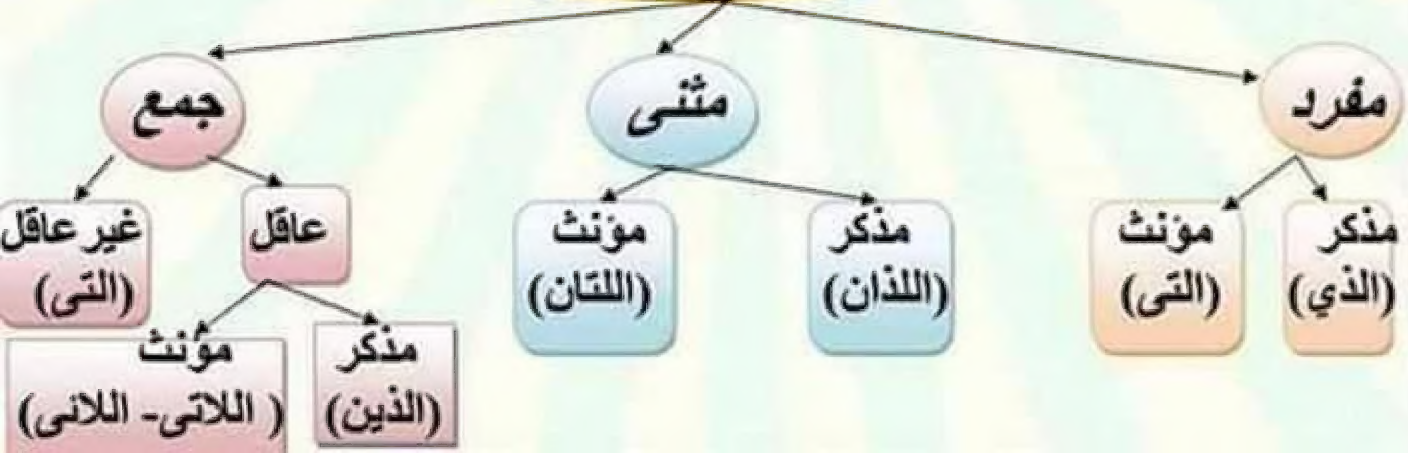 مفرد
مثنى
جمع
مذكر
(الذي)
مؤنث
(التى)
مذكر
(اللذان)
مؤنث
(اللتان)
عاقل
غير عاقل
(التى)
مذكر
(الذين)
مؤنث
( اللاتى- اللائى)